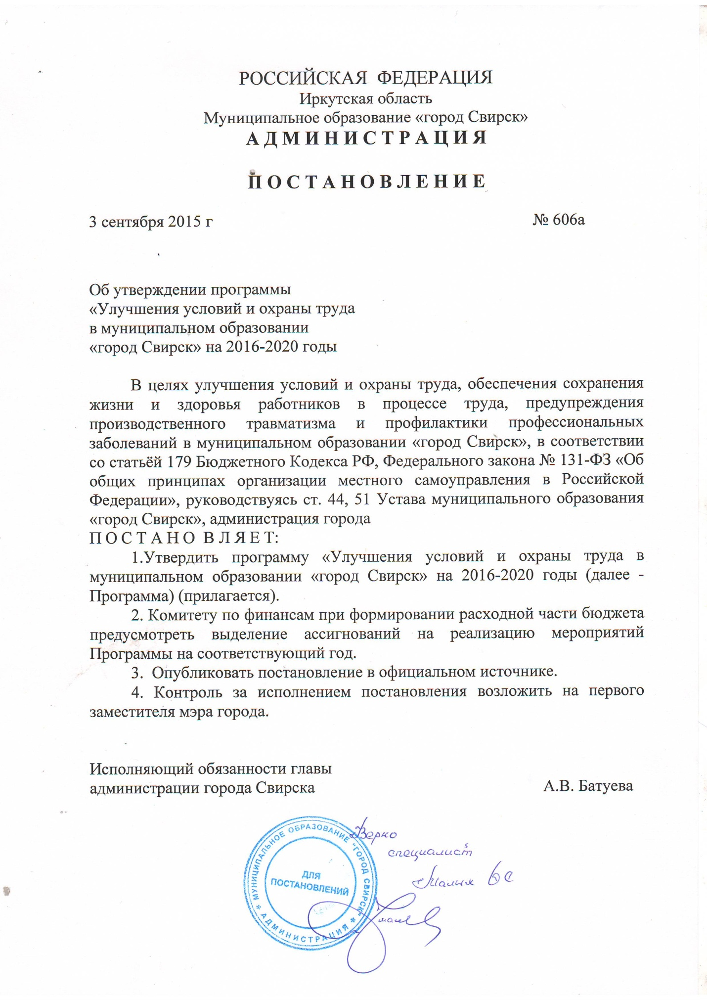 РОССИЙСКАЯ ФЕДЕРАЦИЯ
Иркутская область
Муниципальное образование «город Свирск»
А Д М И Н И С Т Р А Ц И Я
П О С Т А Н О В Л Е Н И Е
3 сентября 2015 г № 606а
Об утверждении программы
«Улучшения условий и охраны труда
в муниципальном образовании
«город Свирск» на 2016-2020 годы
В целях улучшения условий и охраны труда, обеспечения сохранения
жизни и здоровья работников в процессе труда, предупреждения
производственного травматизма и профилактики профессиональных
заболеваний в муниципальном образовании «город Свирск», в соответствии
со статьёй 179 Бюджетного Кодекса РФ, Федерального закона № 131-ФЗ «Об
общих принципах организации местного самоуправления в Российской
Федерации», руководствуясь ст. 44, 51 Устава муниципального образования
«город Свирск», администрация города
П О С Т А Н О В Л Я Е Т:
1.Утвердить программу «Улучшения условий и охраны труда в
муниципальном образовании «город Свирск» на 2016-2020 годы (далее -
Программа) (прилагается).
2. Комитету по финансам при формировании расходной части бюджета
предусмотреть выделение ассигнований на реализацию мероприятий
Программы на соответствующий год.
3. Опубликовать постановление в официальном источнике.
4. Контроль за исполнением постановления возложить на первого
заместителя мэра города.
Исполняющий обязанности главы
администрации города Свирска А.В. Батуева
МУНИЦИПАЛЬНОЕ ОБРАЗОВАНИЕ "ГОРОД СВИРСК"
* АДМИНИСТРАЦИЯ *
ДЛЯ
ПОСТАНОВЛЕНИЙ
Верно
специалист
Малых